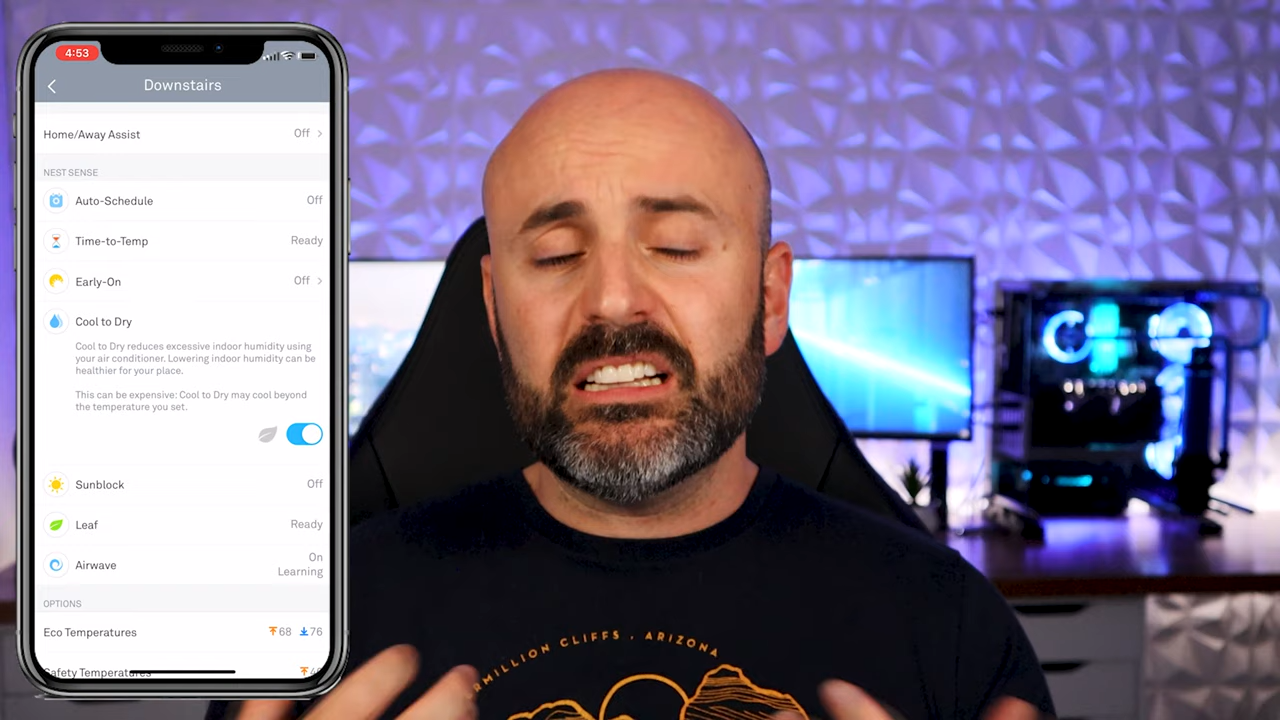 4:53
Downstairs
Home/Away Assist Off
NEST SENSE
Auto-Schedule Off
Time-to-Temp Ready
Early-On Off
Cool to Dry
Cool to Dry reduces excessive indoor humidity using
your air conditioner. Lowering indoor humidity can be
healthier for your place.
This can be expensive: Cool to Dry may cool beyond
the temperature you set.
Sunblock Off
Leaf Ready
Airwave On
Learning
OPTIONS
Eco Temperatures 68 76
Safety Temperatures
CLIFFS . ARIZONA